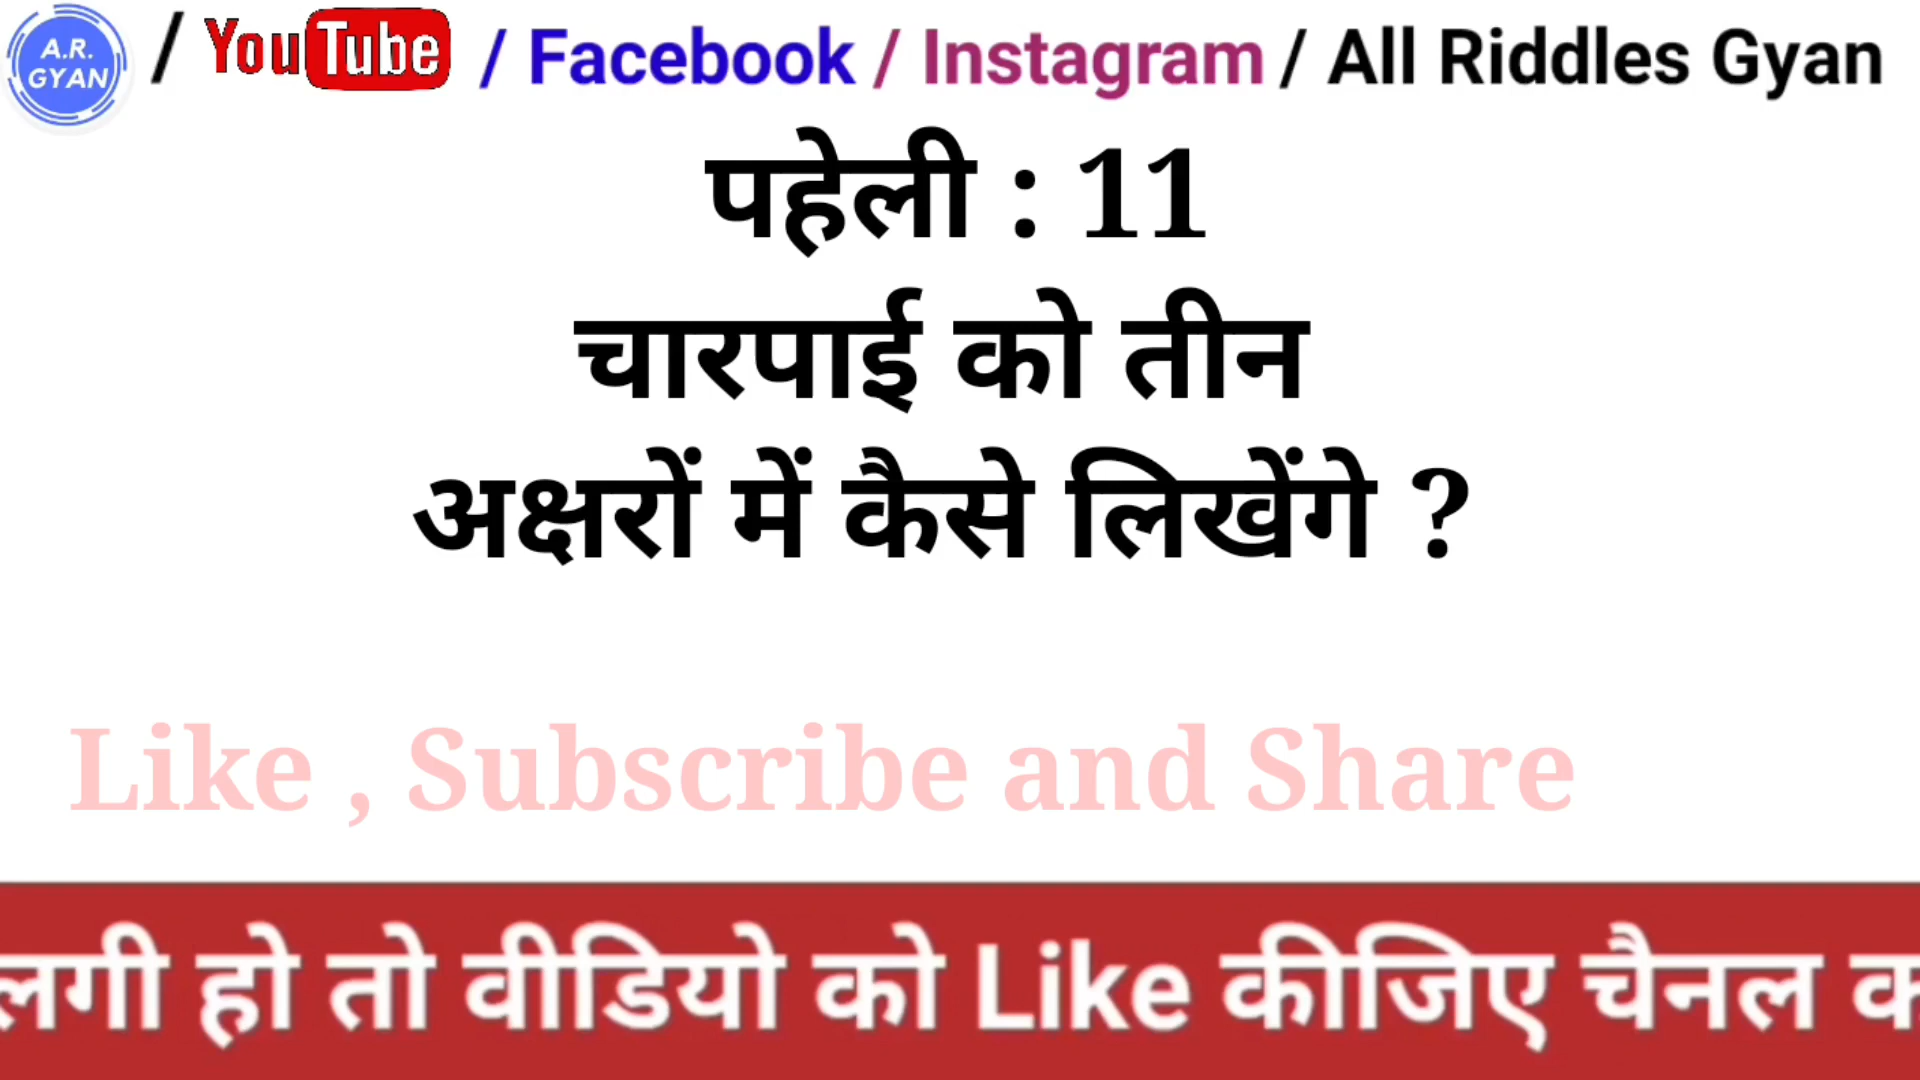 A.R. GYAN / YouTube / Facebook / Instagram / All Riddles Gyan
पहेली : 11
चारपाई को तीन
अक्षरों में कैसे लिखेंगे ?
Like , Subscribe and Share
लगी हो तो वीडियो को Like कीजिए चैनल